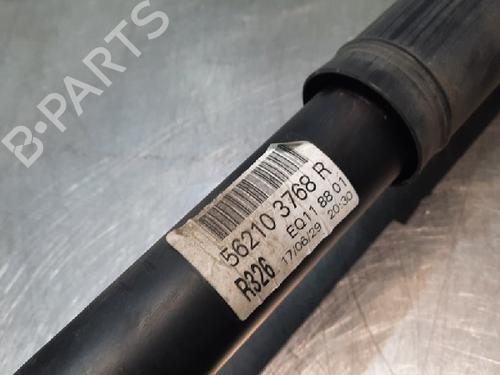 B-PARTS
56210 3768 R
EQ11 88 01
R326
17/06/29 20:30